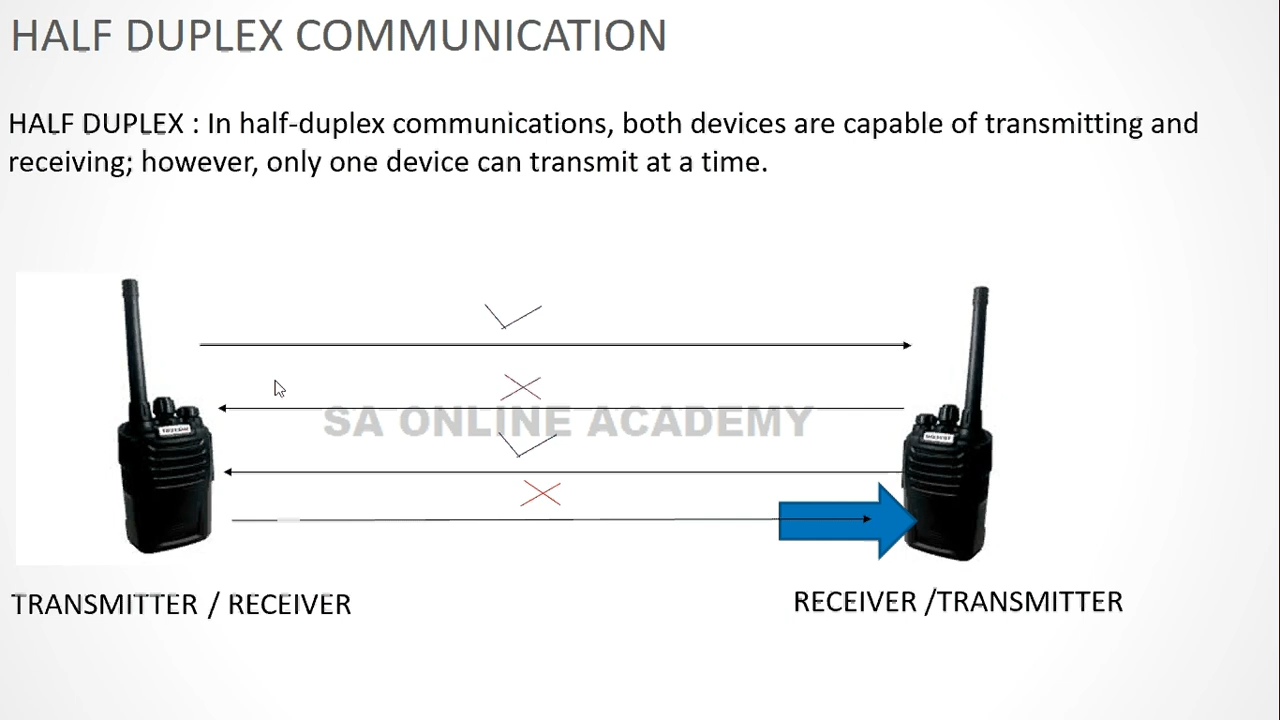 HALF DUPLEX COMMUNICATION
HALF DUPLEX : In half-duplex communications, both devices are capable of transmitting and
receiving; however, only one device can transmit at a time.
SA ONLINE ACADEMY
TRANSMITTER / RECEIVER
RECEIVER /TRANSMITTER